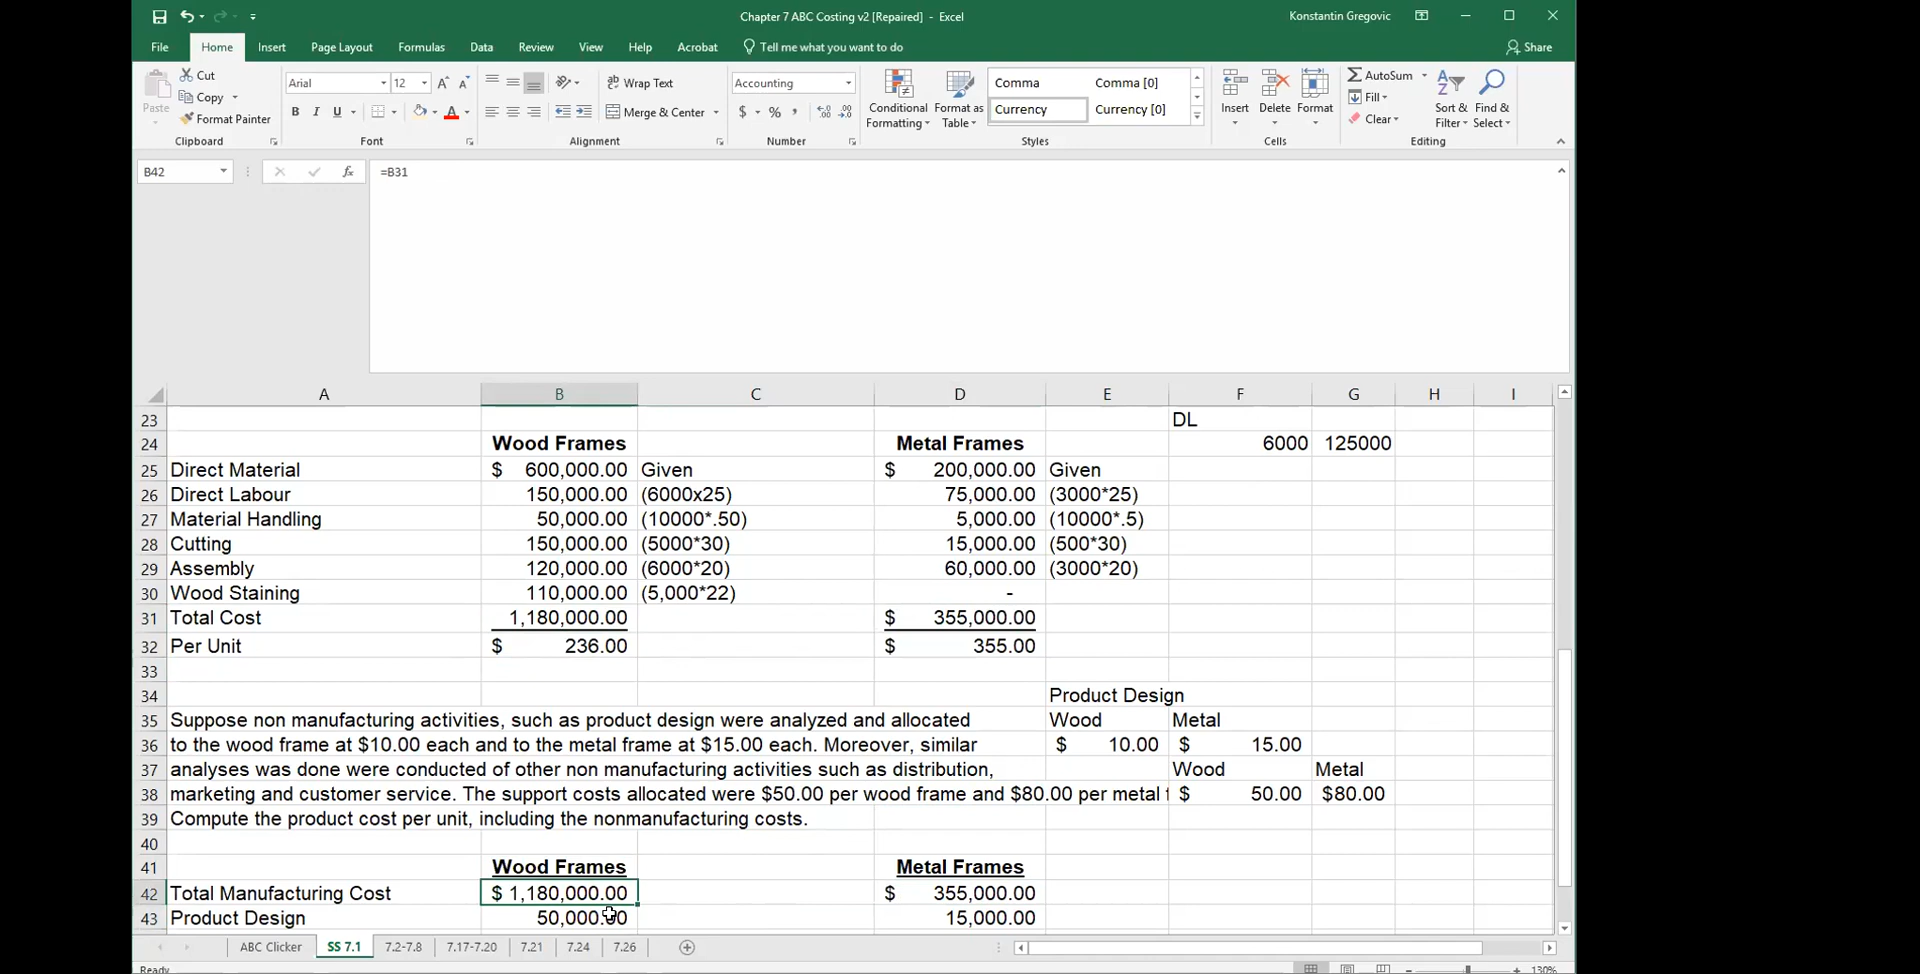 Chapter 7 ABC Costing v2 [Repaired] - Excel
Konstantin Gregovic
File Home Insert Page Layout Formulas Data Review View Help Acrobat Tell me what you want to do Share
Paste
Cut
Copy
Format Painter
Clipboard
Arial 12
B I U
Font
Wrap Text
Merge & Center
Alignment
Accounting
$ % ,
Number
Conditional Formatting
Format as Table
Comma Comma [0]
Currency Currency [0]
Styles
Insert Delete Format
Cells
AutoSum
Fill
Clear
Sort & Filter
Find & Select
Editing
B42 fx =B31
A B C D E F G H I
23 DL
24 Wood Frames Metal Frames 6000 125000
25 Direct Material $ 600,000.00 Given $ 200,000.00 Given
26 Direct Labour 150,000.00 (6000x25) 75,000.00 (3000*25)
27 Material Handling 50,000.00 (10000*.50) 5,000.00 (10000*.5)
28 Cutting 150,000.00 (5000*30) 15,000.00 (500*30)
29 Assembly 120,000.00 (6000*20) 60,000.00 (3000*20)
30 Wood Staining 110,000.00 (5,000*22) -
31 Total Cost 1,180,000.00 $ 355,000.00
32 Per Unit $ 236.00 $ 355.00
33
34 Product Design
35 Suppose non manufacturing activities, such as product design were analyzed and allocated Wood Metal
36 to the wood frame at $10.00 each and to the metal frame at $15.00 each. Moreover, similar $ 10.00 $ 15.00
37 analyses was done were conducted of other non manufacturing activities such as distribution, Wood Metal
38 marketing and customer service. The support costs allocated were $50.00 per wood frame and $80.00 per metal $ 50.00 $80.00
39 Compute the product cost per unit, including the nonmanufacturing costs.
40
41 Wood Frames Metal Frames
42 Total Manufacturing Cost $ 1,180,000.00 $ 355,000.00
43 Product Design 50,000.00 15,000.00
ABC Clicker SS 7.1 7.2-7.8 7.17-7.20 7.21 7.24 7.26
Ready 130%